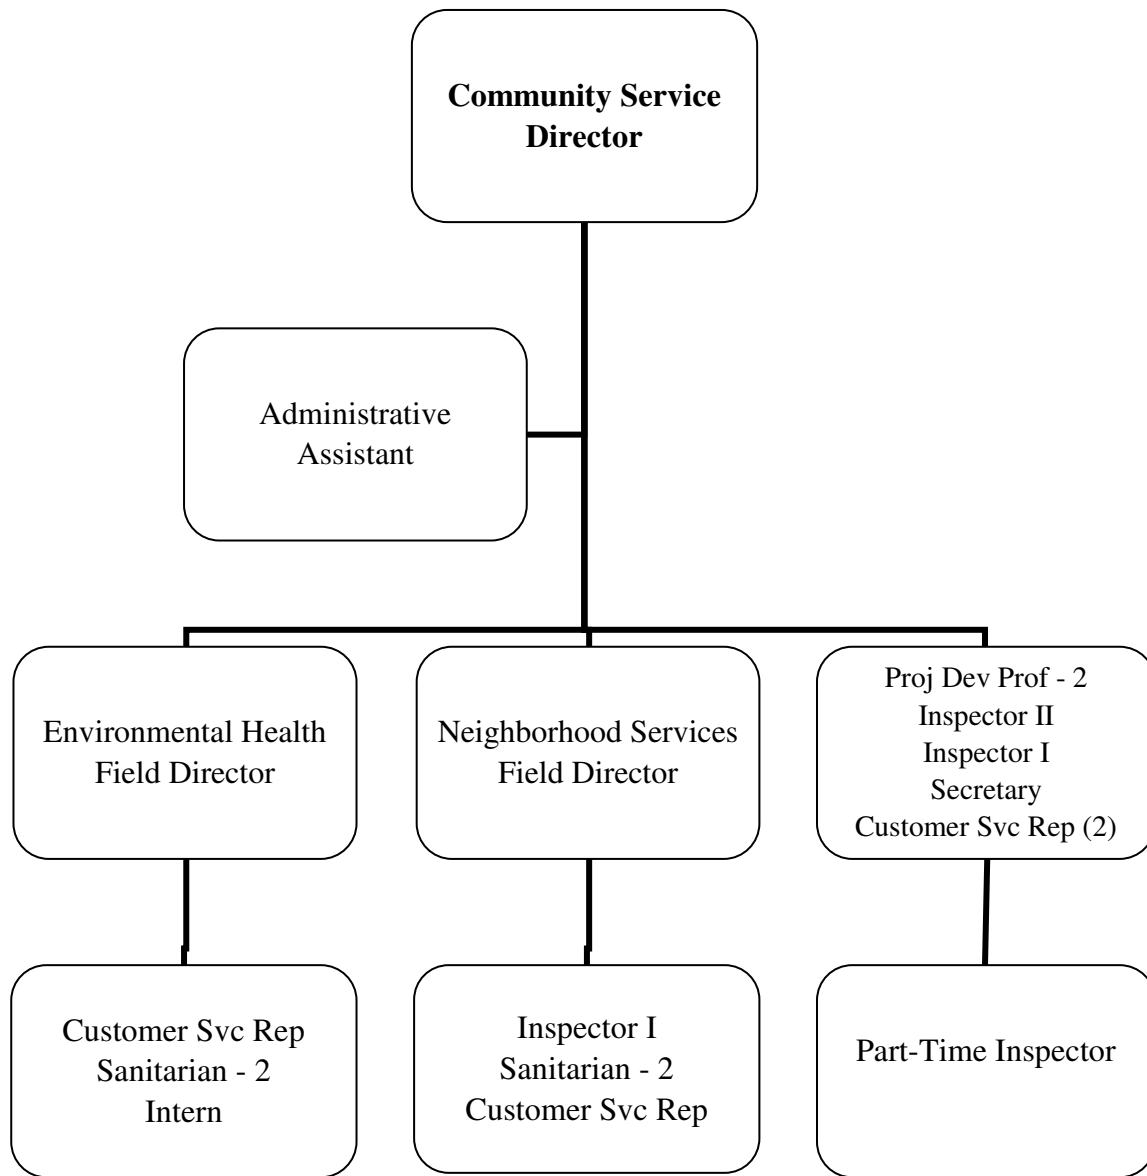 Community Service
Director
Administrative
Assistant
Environmental Health
Field Director
Neighborhood Services
Field Director
Proj Dev Prof - 2
Inspector II
Inspector I
Secretary
Customer Svc Rep (2)
Customer Svc Rep
Sanitarian - 2
Intern
Inspector I
Sanitarian - 2
Customer Svc Rep
Part-Time Inspector